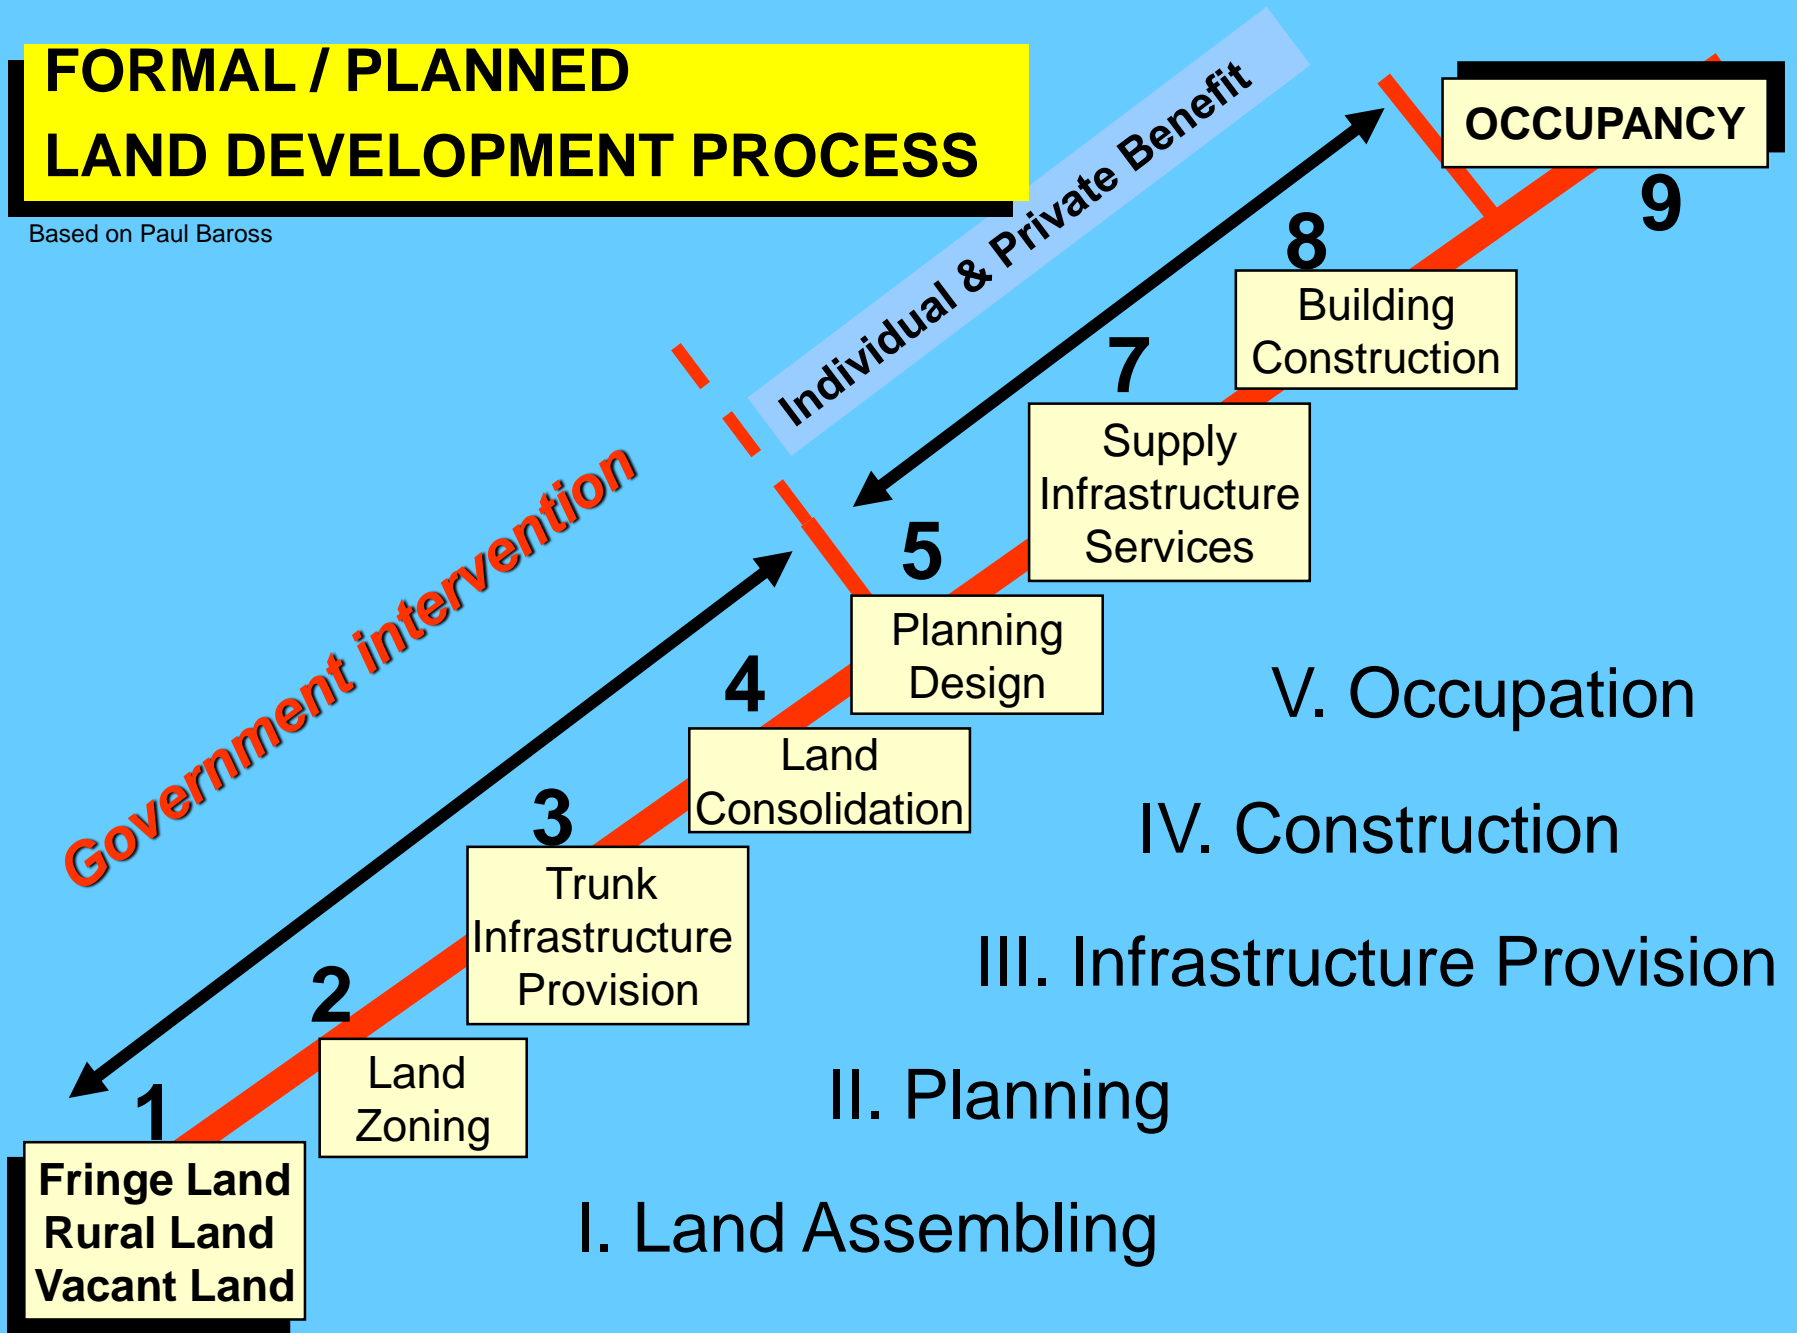 FORMAL / PLANNED
LAND DEVELOPMENT PROCESS
Based on Paul Baross
Individual & Private Benefit
OCCUPANCY
9
8
Building
Construction
7
Supply
Infrastructure
Services
Government intervention
5
Planning
Design
4
Land
Consolidation
3
Trunk
Infrastructure
Provision
2
Land
Zoning
1
Fringe Land
Rural Land
Vacant Land
V. Occupation
IV. Construction
III. Infrastructure Provision
II. Planning
I. Land Assembling